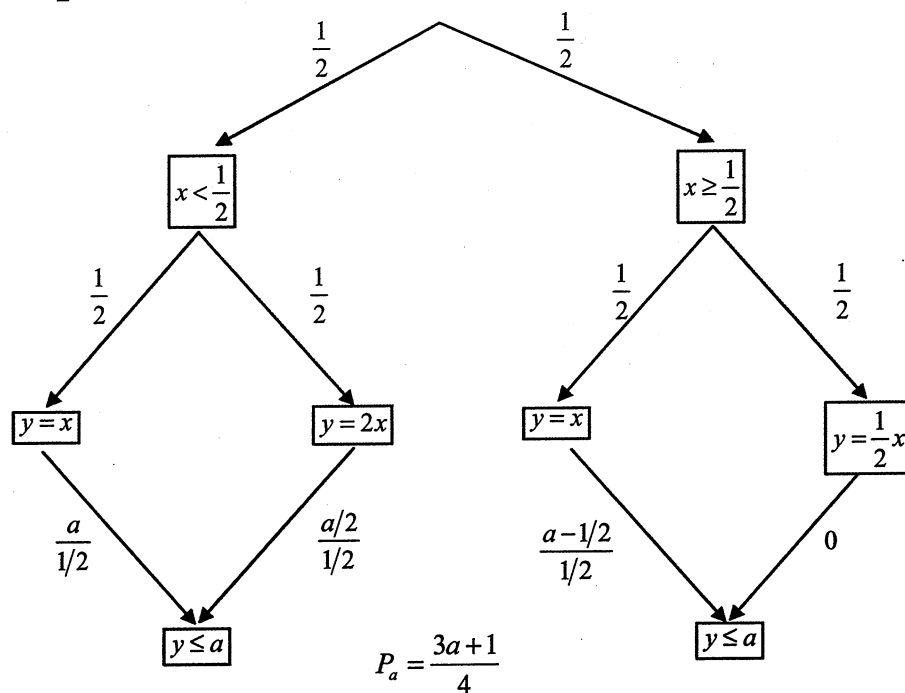 1/2 1/2
x < 1/2 x ≥ 1/2
1/2 1/2 1/2 1/2
y = x y = 2x y = x y = 1/2 x
a/1/2 a/2/1/2 a−1/2/1/2 0
y ≤ a y ≤ a
P_a = 3a+1/4